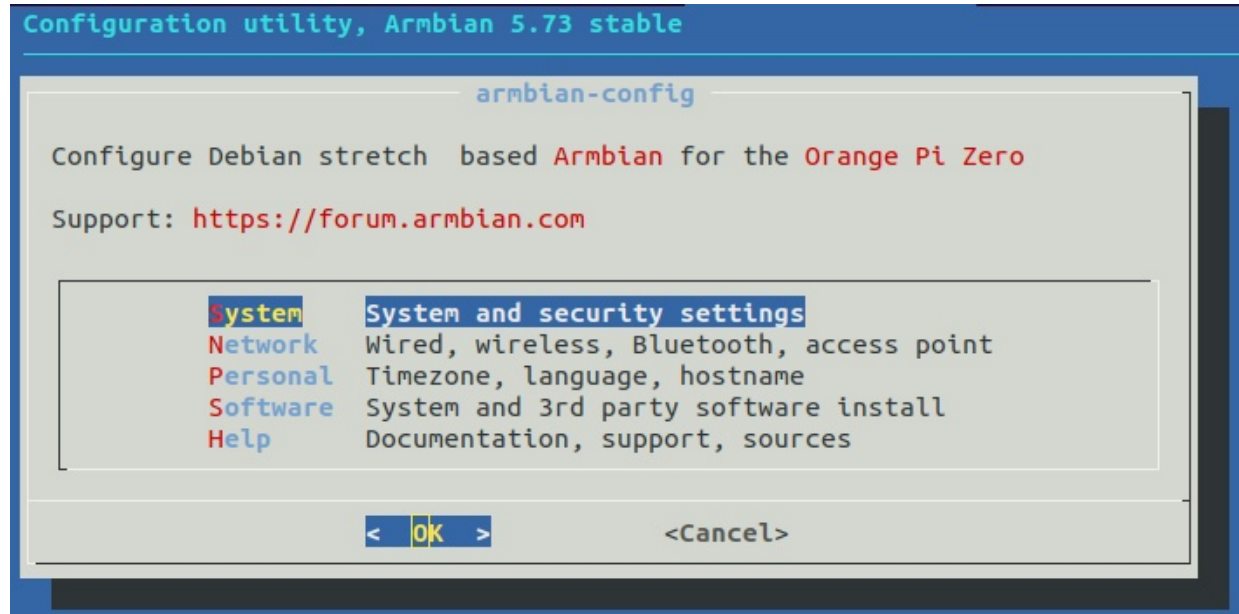 Configuration utility, Armbian 5.73 stable
armbian-config
Configure Debian stretch  based Armbian for the Orange Pi Zero
Support: https://forum.armbian.com
System System and security settings
Network Wired, wireless, Bluetooth, access point
Personal Timezone, language, hostname
Software System and 3rd party software install
Help Documentation, support, sources
< OK > <Cancel>